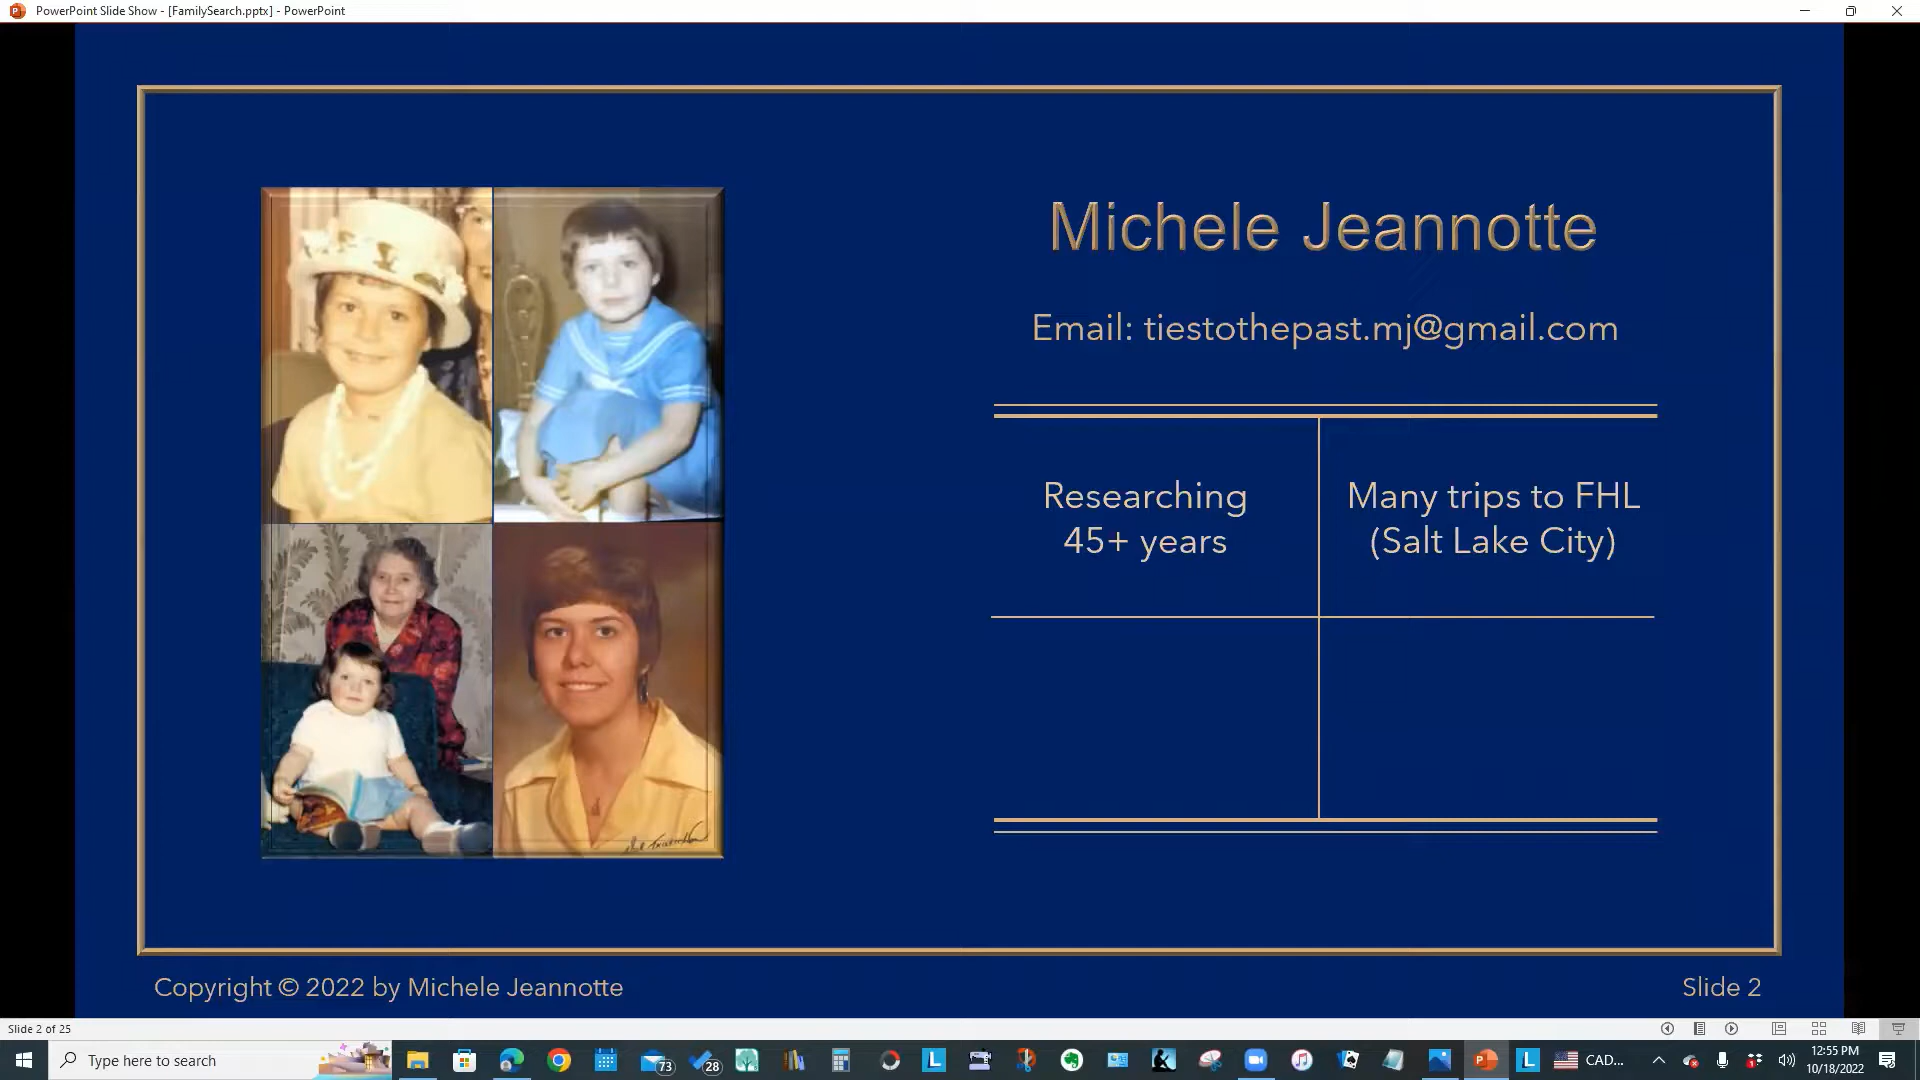 PowerPoint Slide Show - [FamilySearch.pptx] - PowerPoint
Michele Jeannotte
Email: tiestothepast.mj@gmail.com
Researching
45+ years
Many trips to FHL
(Salt Lake City)
Copyright © 2022 by Michele Jeannotte
Slide 2
Slide 2 of 25
Type here to search
73
28
L
L
CAD...
12:55 PM
10/18/2022